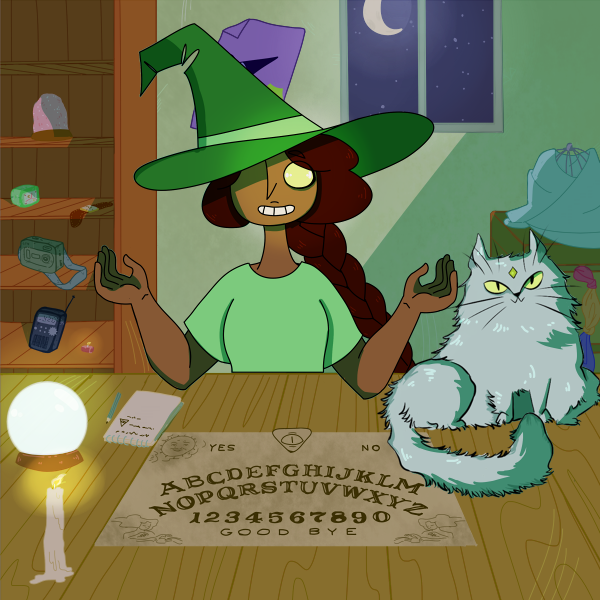 YES NO
ABCDEFGHIJKLM
NOPQRSTUVWXYZ
1234567890
GOOD BYE